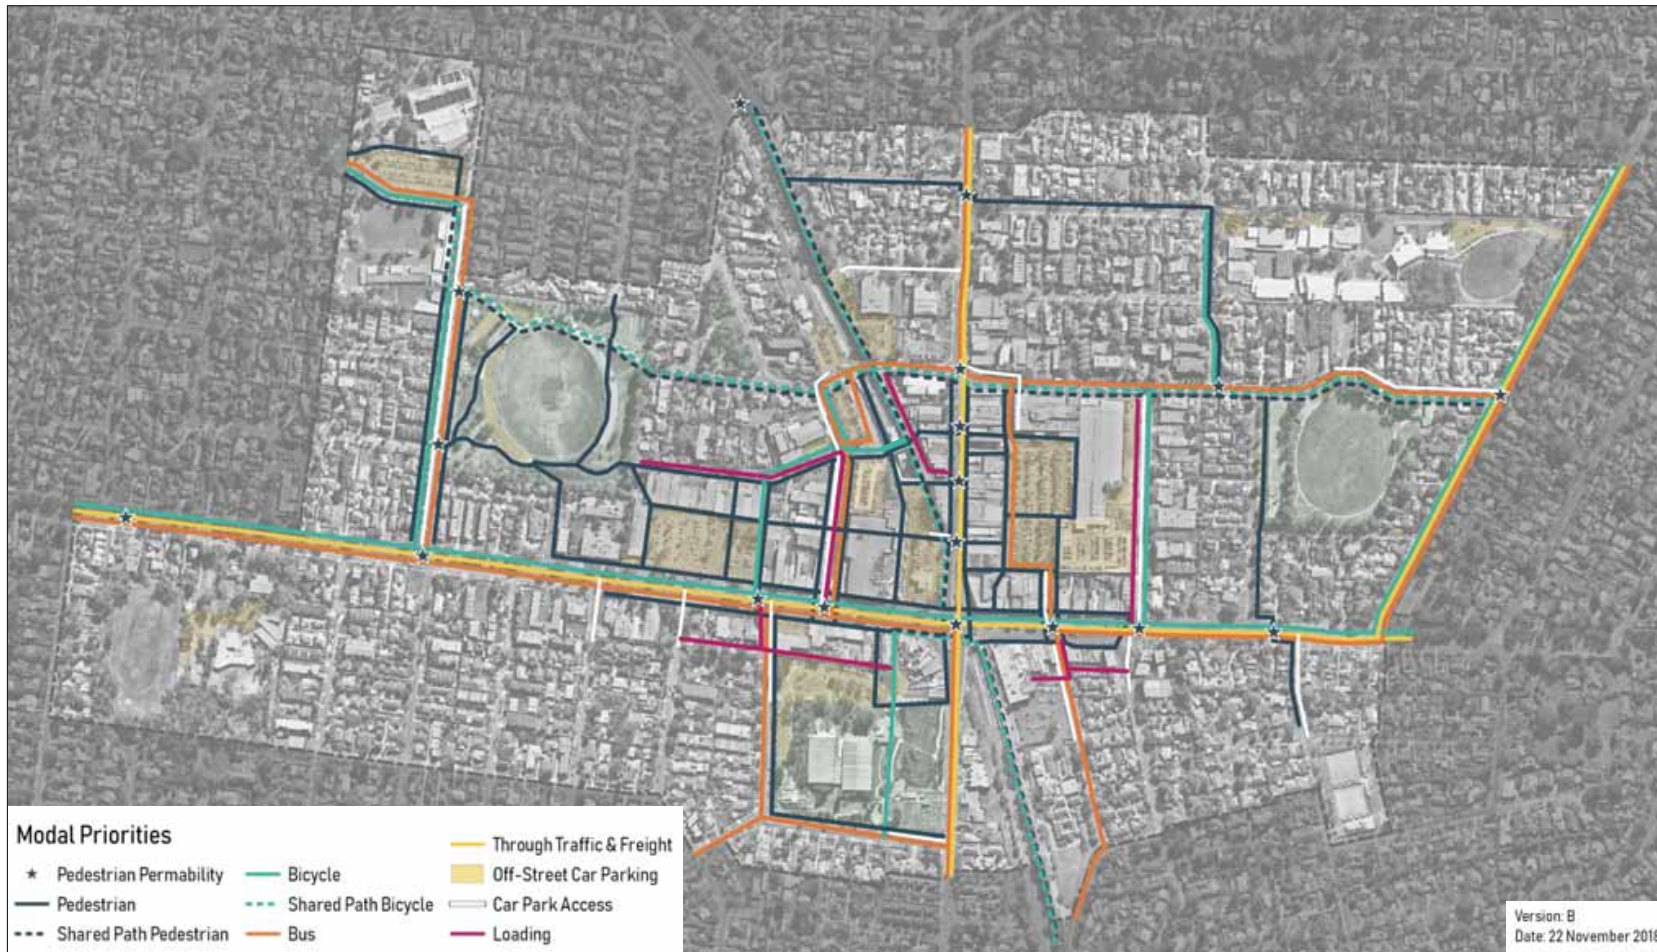 Modal Priorities
Pedestrian Permability
Pedestrian
Shared Path Pedestrian
Bicycle
Shared Path Bicycle
Bus
Through Traffic & Freight
Off-Street Car Parking
Car Park Access
Loading
Version: B
Date: 22 November 2018